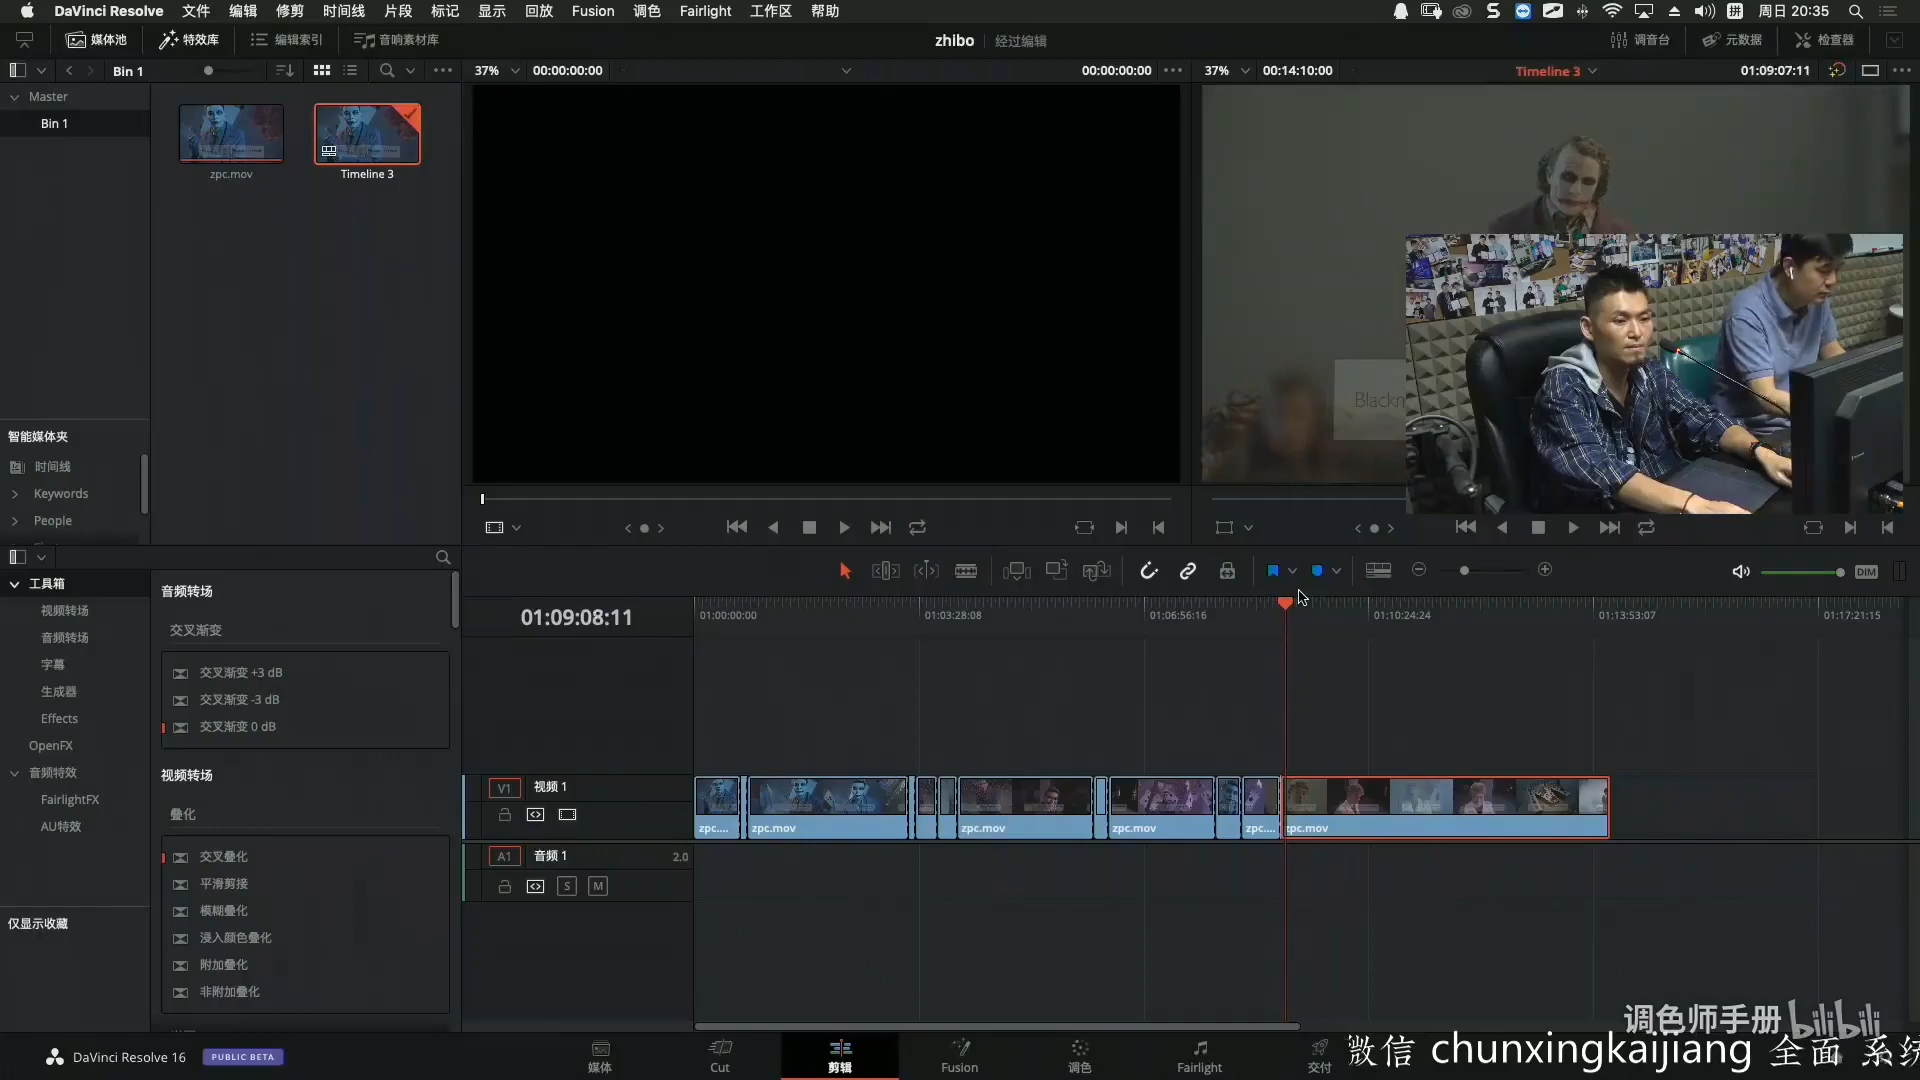 DaVinci Resolve 文件 编辑 修剪 时间线 片段 标记 显示 回放 Fusion 调色 Fairlight 工作区 帮助 周日 20:35
媒体池 特效库 编辑索引 音响素材库 zhibo 经过编辑 调音台 元数据 检查器
Bin 1 37% 00:00:00:00 00:00:00:00 37% 00:14:10:00 Timeline 3 01:09:07:11
Master
Bin 1
zpc.mov
Timeline 3
智能媒体夹
时间线
Keywords
People
工具箱
视频转场
音频转场
字幕
生成器
Effects
OpenFX
音频特效
FairlightFX
AU特效
仅显示收藏
音频转场
交叉渐变
交叉渐变 +3 dB
交叉渐变 -3 dB
交叉渐变 0 dB
视频转场
叠化
交叉叠化
平滑剪接
模糊叠化
浸入颜色叠化
附加叠化
非附加叠化
DIM
01:09:08:11
01:00:00:00 01:03:28:08 01:06:56:16 01:10:24:24 01:13:53:07 01:17:21:15
V1 视频 1
zpc.... zpc.mov zpc.mov zpc.mov zpc.... zpc.mov
A1 音频 1 2.0
S M
调色师手册 bilibili
微信 chunxingkaijiang 全面 系统
DaVinci Resolve 16 PUBLIC BETA
媒体 Cut 剪辑 Fusion 调色 Fairlight 交付